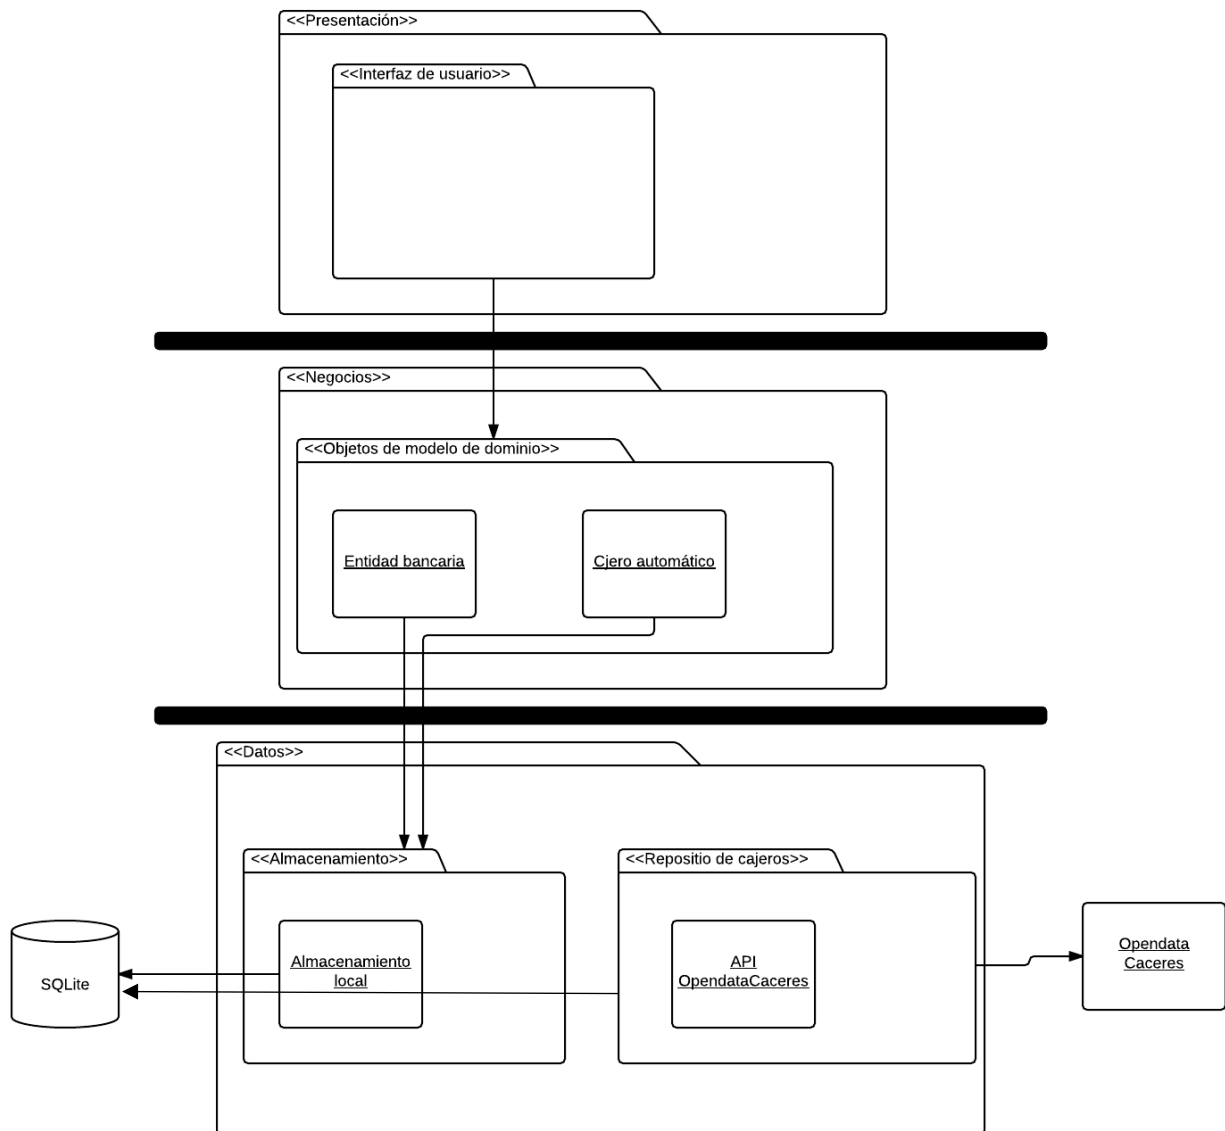 <<Presentación>>
<<Interfaz de usuario>>
<<Negocios>>
<<Objetos de modelo de dominio>>
Entidad bancaria
Cjero automático
<<Datos>>
<<Almacenamiento>>
<<Repositio de cajeros>>
SQLite
Almacenamiento
local
API
OpendataCaceres
Opendata
Caceres